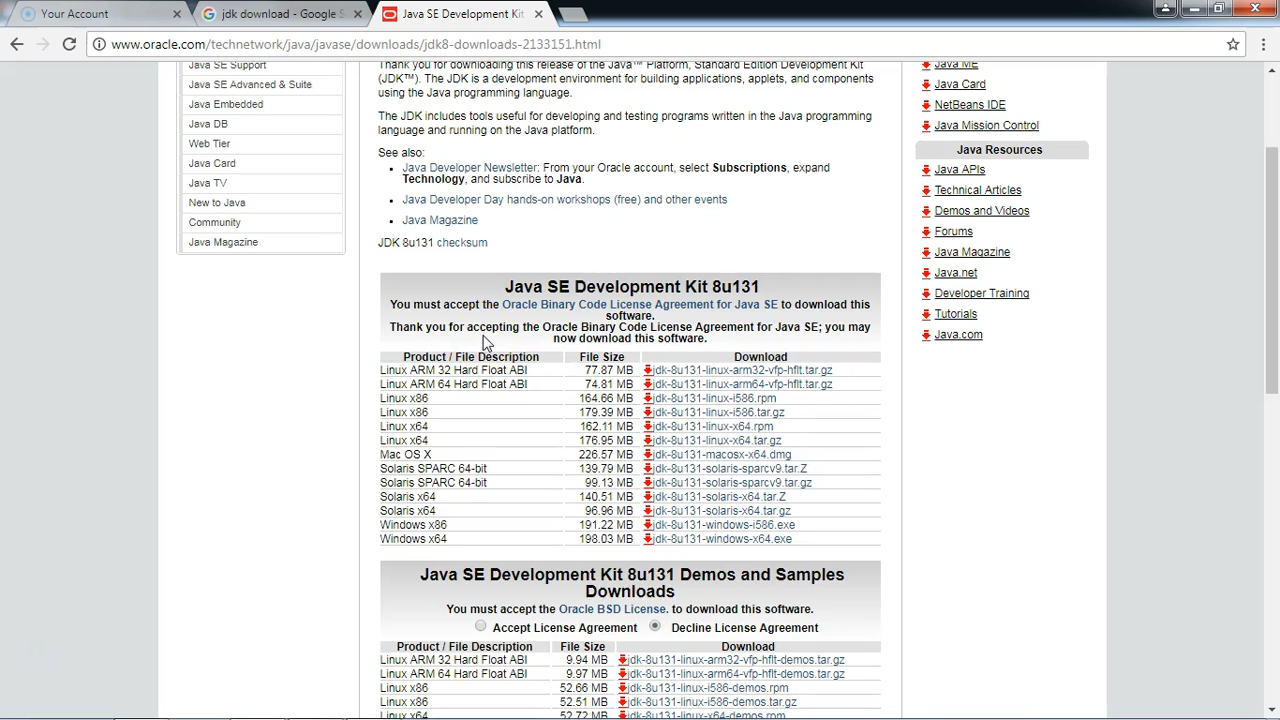 Your Account
jdk download - Google S
Java SE Development Kit
www.oracle.com/technetwork/java/javase/downloads/jdk8-downloads-2133151.html
Java SE Support
Java SE Advanced & Suite
Java Embedded
Java DB
Web Tier
Java Card
Java TV
New to Java
Community
Java Magazine
Thank you for downloading this release of the Java™ Platform, Standard Edition Development Kit
(JDK™). The JDK is a development environment for building applications, applets, and components
using the Java programming language.
The JDK includes tools useful for developing and testing programs written in the Java programming
language and running on the Java platform.
See also:
Java Developer Newsletter: From your Oracle account, select Subscriptions, expand
Technology, and subscribe to Java.
Java Developer Day hands-on workshops (free) and other events
Java Magazine
JDK 8u131 checksum
Java SE Development Kit 8u131
You must accept the Oracle Binary Code License Agreement for Java SE to download this
software.
Thank you for accepting the Oracle Binary Code License Agreement for Java SE; you may
now download this software.
Product / File Description File Size Download
Linux ARM 32 Hard Float ABI 77.87 MB jdk-8u131-linux-arm32-vfp-hflt.tar.gz
Linux ARM 64 Hard Float ABI 74.81 MB jdk-8u131-linux-arm64-vfp-hflt.tar.gz
Linux x86 164.66 MB jdk-8u131-linux-i586.rpm
Linux x86 179.39 MB jdk-8u131-linux-i586.tar.gz
Linux x64 162.11 MB jdk-8u131-linux-x64.rpm
Linux x64 176.95 MB jdk-8u131-linux-x64.tar.gz
Mac OS X 226.57 MB jdk-8u131-macosx-x64.dmg
Solaris SPARC 64-bit 139.79 MB jdk-8u131-solaris-sparcv9.tar.Z
Solaris SPARC 64-bit 99.13 MB jdk-8u131-solaris-sparcv9.tar.gz
Solaris x64 140.51 MB jdk-8u131-solaris-x64.tar.Z
Solaris x64 96.96 MB jdk-8u131-solaris-x64.tar.gz
Windows x86 191.22 MB jdk-8u131-windows-i586.exe
Windows x64 198.03 MB jdk-8u131-windows-x64.exe
Java SE Development Kit 8u131 Demos and Samples
Downloads
You must accept the Oracle BSD License. to download this software.
Accept License Agreement Decline License Agreement
Product / File Description File Size Download
Linux ARM 32 Hard Float ABI 9.94 MB jdk-8u131-linux-arm32-vfp-hflt-demos.tar.gz
Linux ARM 64 Hard Float ABI 9.97 MB jdk-8u131-linux-arm64-vfp-hflt-demos.tar.gz
Linux x86 52.66 MB jdk-8u131-linux-i586-demos.rpm
Linux x86 52.51 MB jdk-8u131-linux-i586-demos.tar.gz
Linux x64 52.72 MB jdk-8u131-linux-x64-demos.rpm
Java ME
Java Card
NetBeans IDE
Java Mission Control
Java Resources
Java APIs
Technical Articles
Demos and Videos
Forums
Java Magazine
Java.net
Developer Training
Tutorials
Java.com